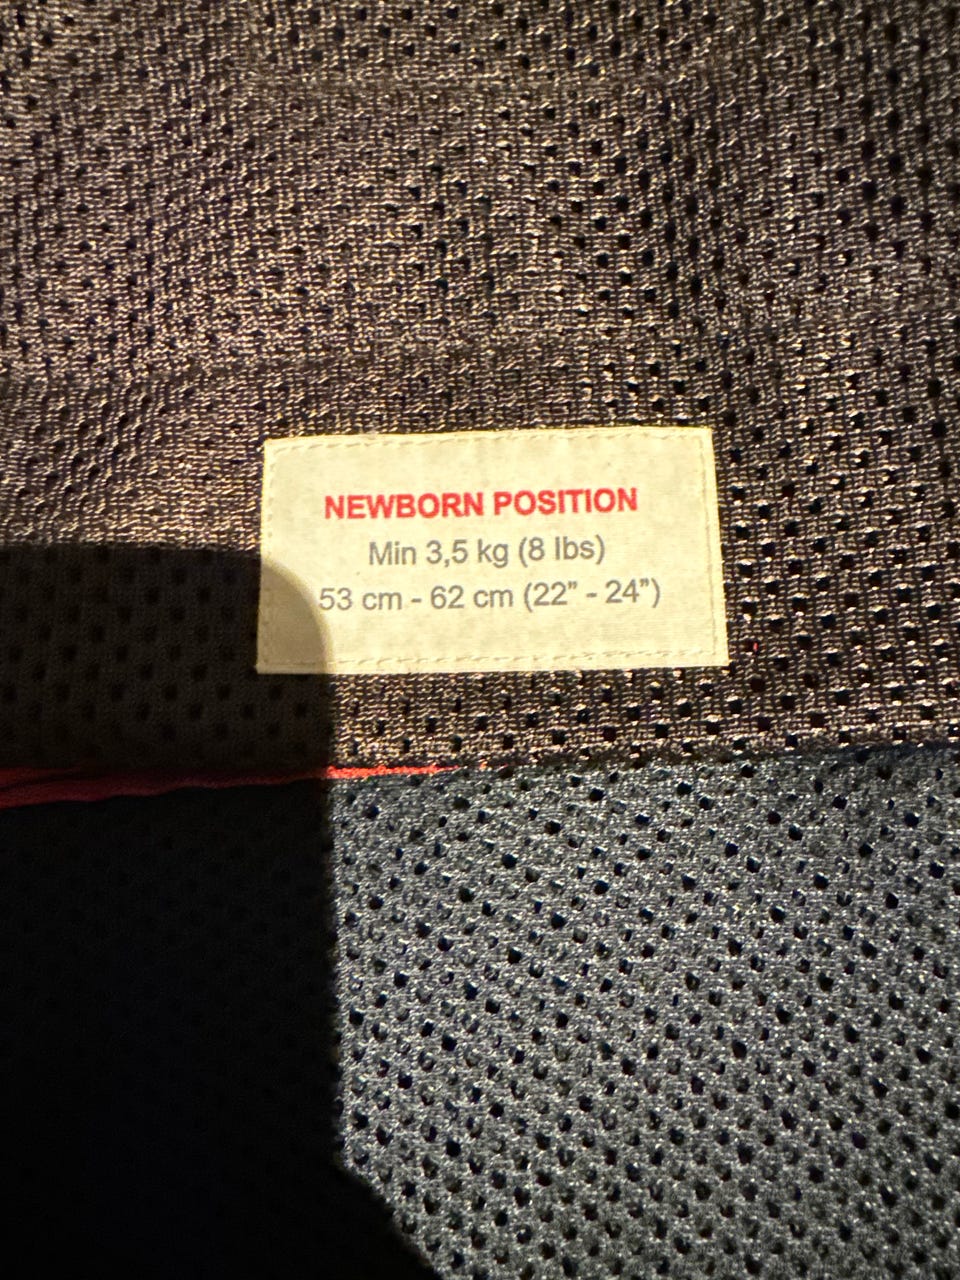 NEWBORN POSITION
Min 3,5 kg (8 lbs)
53 cm - 62 cm (22” - 24”)